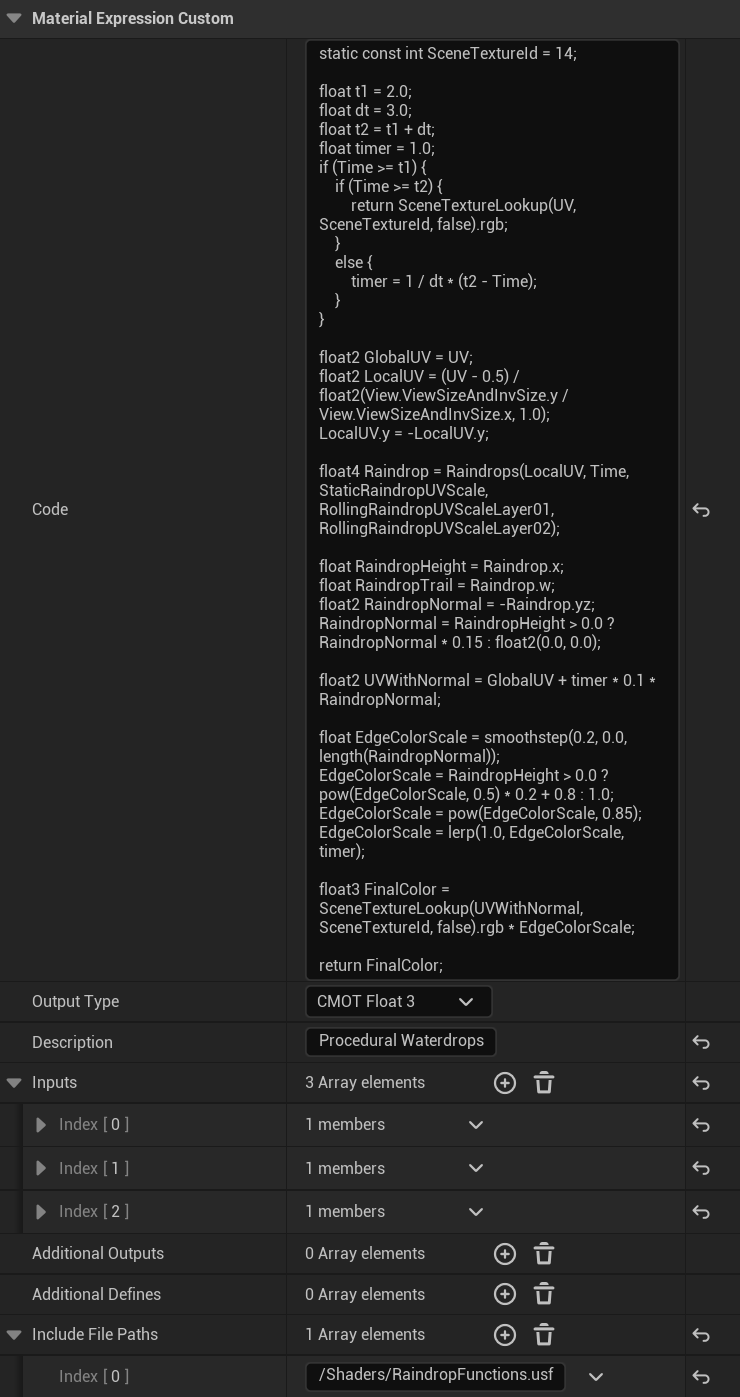 Material Expression Custom
Code
static const int SceneTextureId = 14;
float t1 = 2.0;
float dt = 3.0;
float t2 = t1 + dt;
float timer = 1.0;
if (Time >= t1) {
if (Time >= t2) {
return SceneTextureLookup(UV,
SceneTextureId, false).rgb;
}
else {
timer = 1 / dt * (t2 - Time);
}
}
float2 GlobalUV = UV;
float2 LocalUV = (UV - 0.5) /
float2(View.ViewSizeAndInvSize.y /
View.ViewSizeAndInvSize.x, 1.0);
LocalUV.y = -LocalUV.y;
float4 Raindrop = Raindrops(LocalUV, Time,
StaticRaindropUVScale,
RollingRaindropUVScaleLayer01,
RollingRaindropUVScaleLayer02);
float RaindropHeight = Raindrop.x;
float RaindropTrail = Raindrop.w;
float2 RaindropNormal = -Raindrop.yz;
RaindropNormal = RaindropHeight > 0.0 ?
RaindropNormal * 0.15 : float2(0.0, 0.0);
float2 UVWithNormal = GlobalUV + timer * 0.1 *
RaindropNormal;
float EdgeColorScale = smoothstep(0.2, 0.0,
length(RaindropNormal));
EdgeColorScale = RaindropHeight > 0.0 ?
pow(EdgeColorScale, 0.5) * 0.2 + 0.8 : 1.0;
EdgeColorScale = pow(EdgeColorScale, 0.85);
EdgeColorScale = lerp(1.0, EdgeColorScale,
timer);
float3 FinalColor =
SceneTextureLookup(UVWithNormal,
SceneTextureId, false).rgb * EdgeColorScale;
return FinalColor;
Output Type CMOT Float 3
Description Procedural Waterdrops
Inputs 3 Array elements
Index [ 0 ] 1 members
Index [ 1 ] 1 members
Index [ 2 ] 1 members
Additional Outputs 0 Array elements
Additional Defines 0 Array elements
Include File Paths 1 Array elements
Index [ 0 ] /Shaders/RaindropFunctions.usf